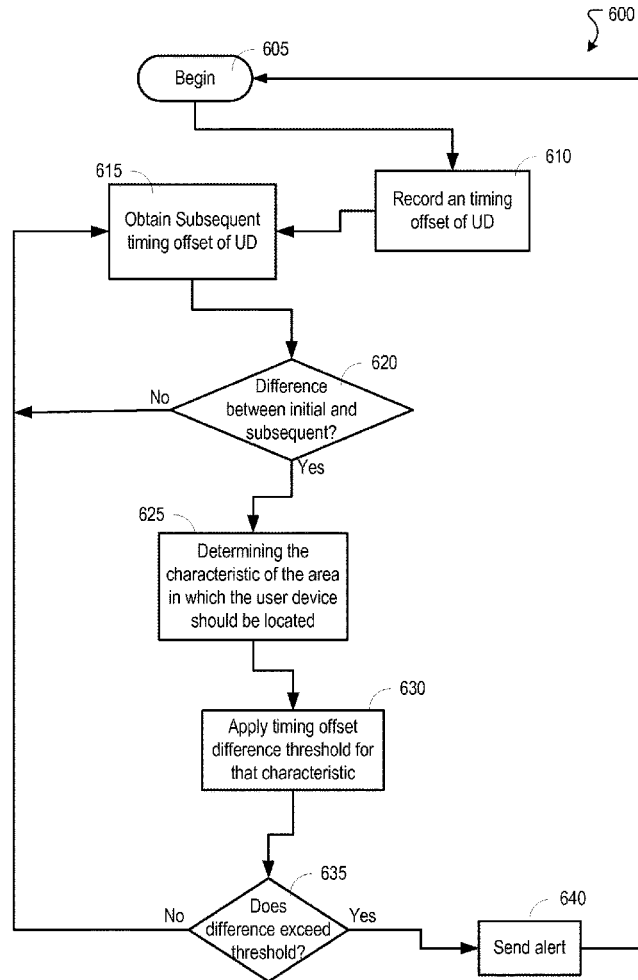 600
605
Begin
610
Record an timing
offset of UD
615
Obtain Subsequent
timing offset of UD
620
Difference
between initial and
subsequent?
No
Yes
625
Determining the
characteristic of the area
in which the user device
should be located
630
Apply timing offset
difference threshold for
that characteristic
635
Does
difference exceed
threshold?
No
Yes
640
Send alert